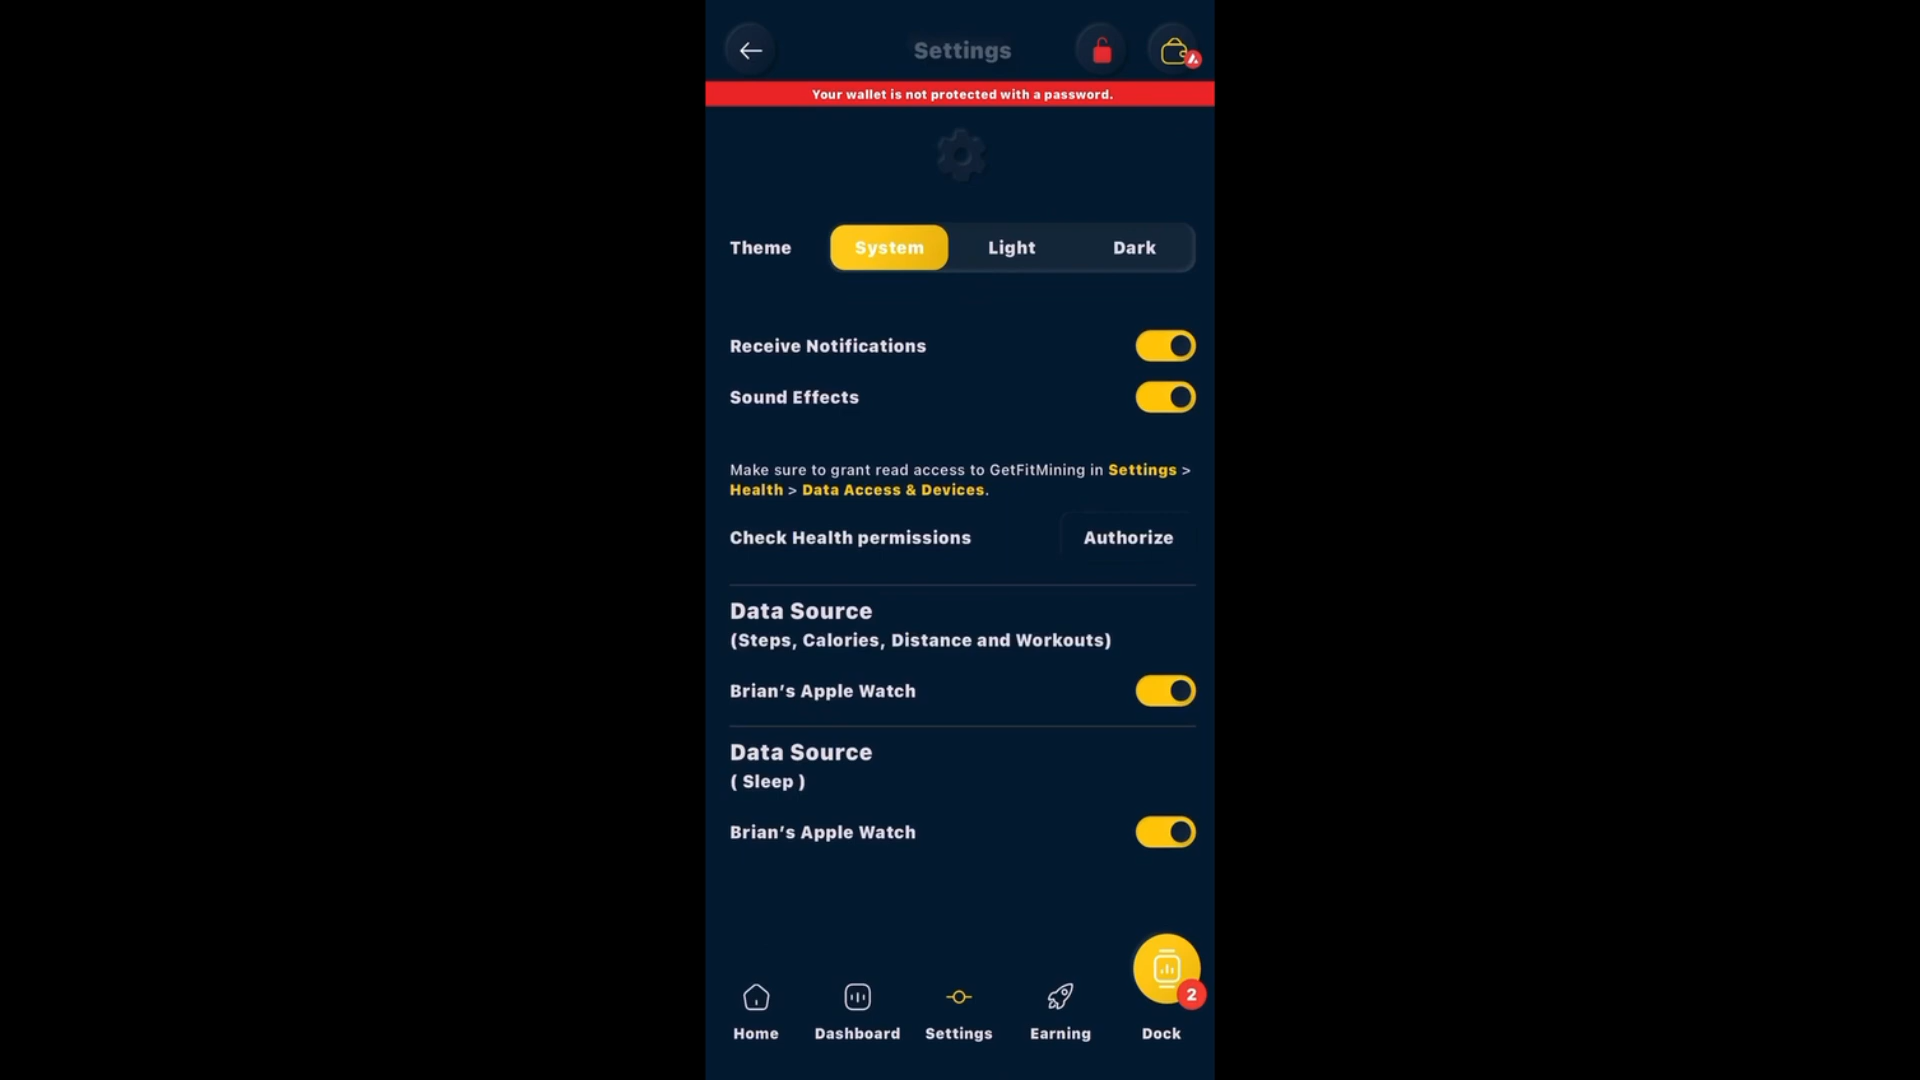 Settings
Your wallet is not protected with a password.
Theme
System
Light
Dark
Receive Notifications
Sound Effects
Make sure to grant read access to GetFitMining in Settings >
Health > Data Access & Devices.
Check Health permissions
Authorize
Data Source
(Steps, Calories, Distance and Workouts)
Brian’s Apple Watch
Data Source
( Sleep )
Brian’s Apple Watch
2
Home
Dashboard
Settings
Earning
Dock